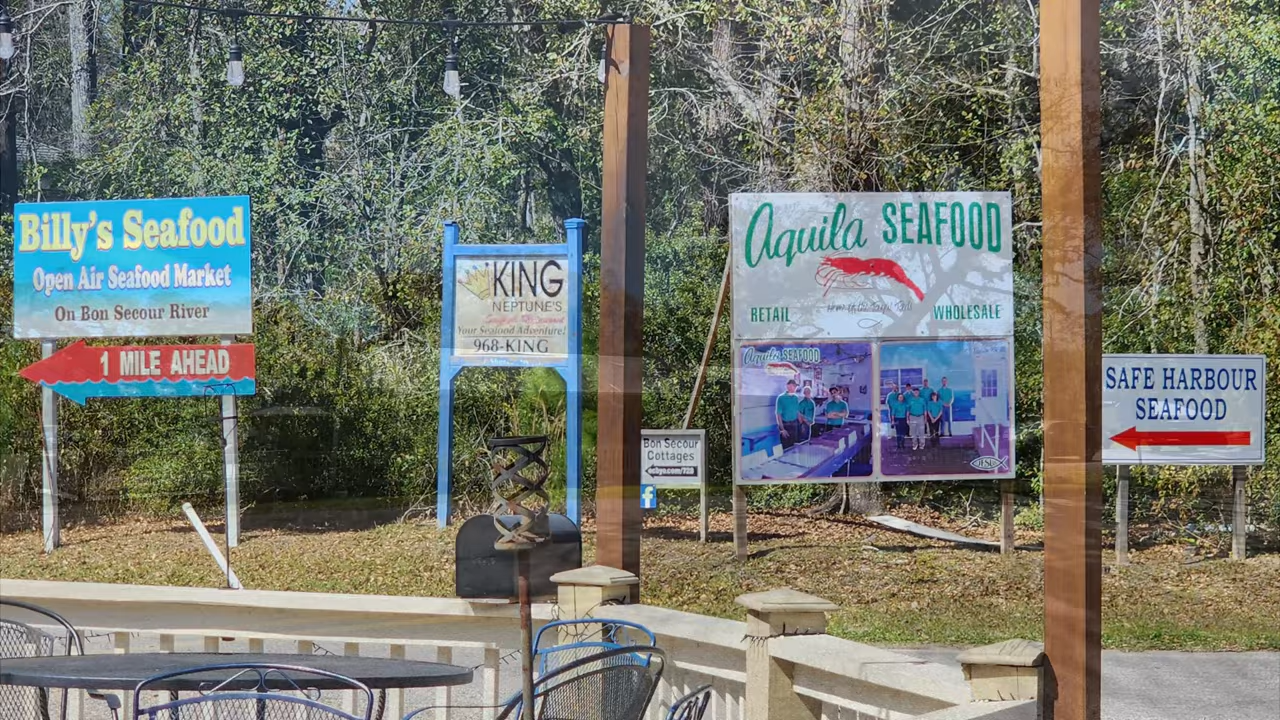 Billy's Seafood
Open Air Seafood Market
On Bon Secour River
1 MILE AHEAD
KING
NEPTUNE'S
Your Seafood Adventure!
968-KING
Bon Secour
Cottages
Aquila SEAFOOD
RETAIL
WHOLESALE
Aquila SEAFOOD
SAFE HARBOUR
SEAFOOD